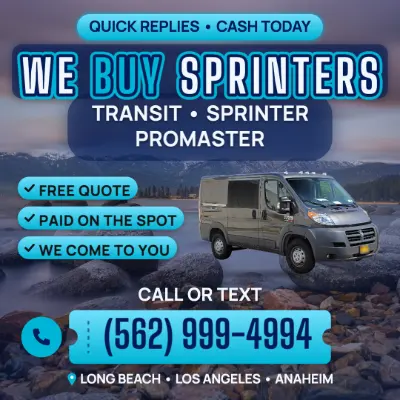 QUICK REPLIES • CASH TODAY
WE BUY SPRINTERS
TRANSIT • SPRINTER
PROMASTER
FREE QUOTE
PAID ON THE SPOT
WE COME TO YOU
CALL OR TEXT
(562) 999-4994
LONG BEACH • LOS ANGELES • ANAHEIM